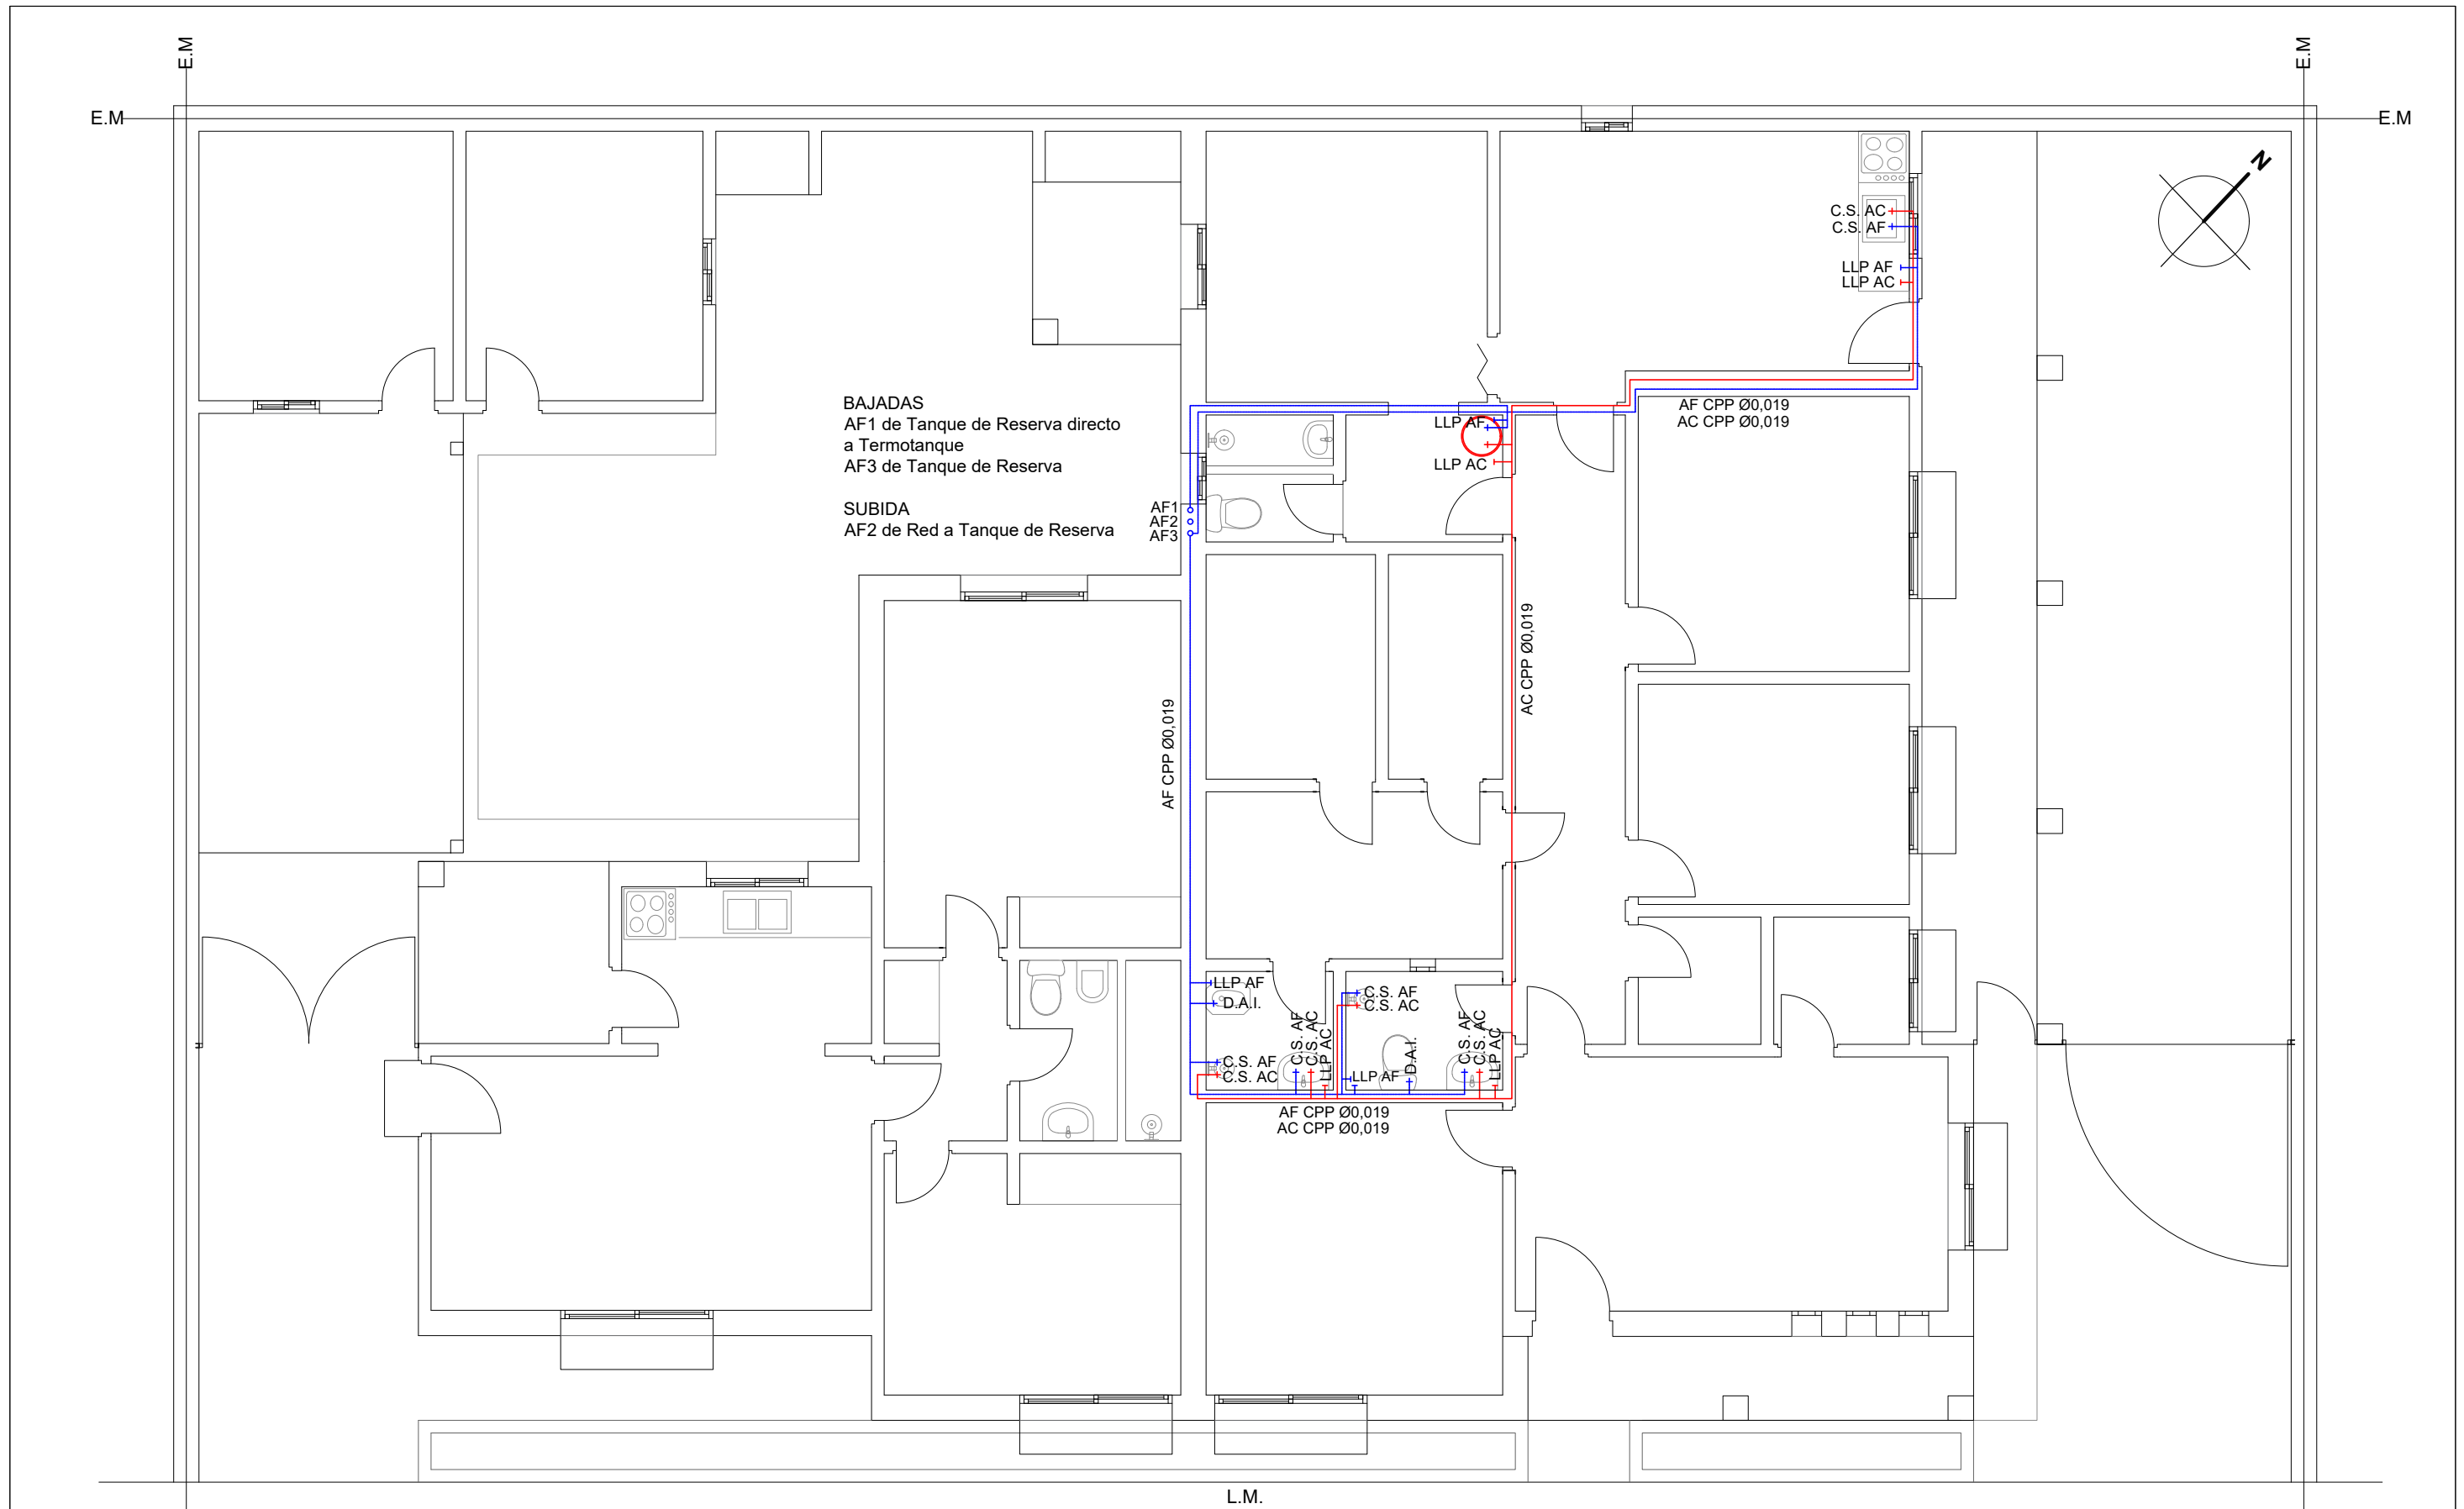 E.M
E.M
E.M
E.M
N
C.S. AC
C.S. AF
LLP AF
LLP AC
BAJADAS
AF1 de Tanque de Reserva directo
a Termotanque
AF3 de Tanque de Reserva
SUBIDA
AF2 de Red a Tanque de Reserva
AF CPP Ø0,019
AC CPP Ø0,019
LLP AF
LLP AC
AF1
AF2
AF3
AC CPP Ø0,019
AF CPP Ø0,019
LLP AF
D.A.I.
C.S. AF
C.S. AC
C.S. AF
C.S. AC
LLP AC
C.S. AF
C.S. AC
LLP AF
D.A.I.
C.S. AF
C.S. AC
LLP AC
AF CPP Ø0,019
AC CPP Ø0,019
L.M.